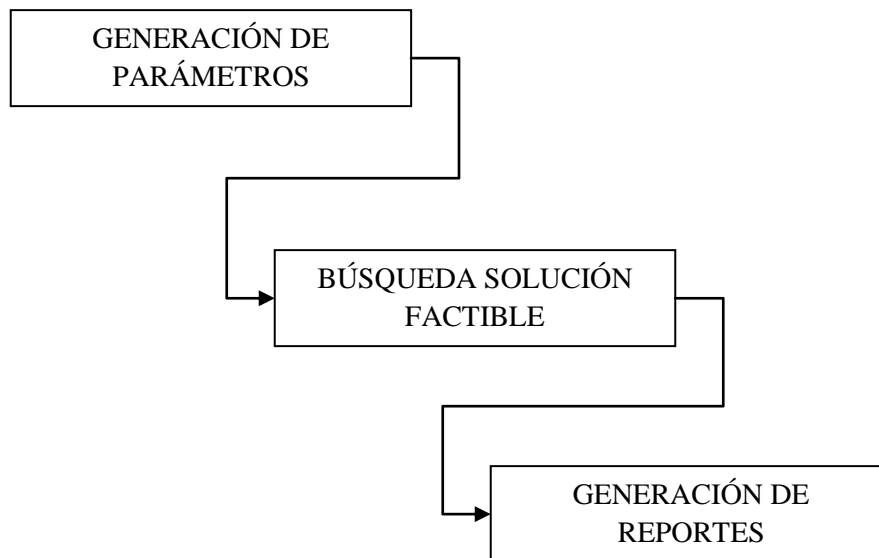 GENERACIÓN DE
PARÁMETROS
BÚSQUEDA SOLUCIÓN
FACTIBLE
GENERACIÓN DE
REPORTES